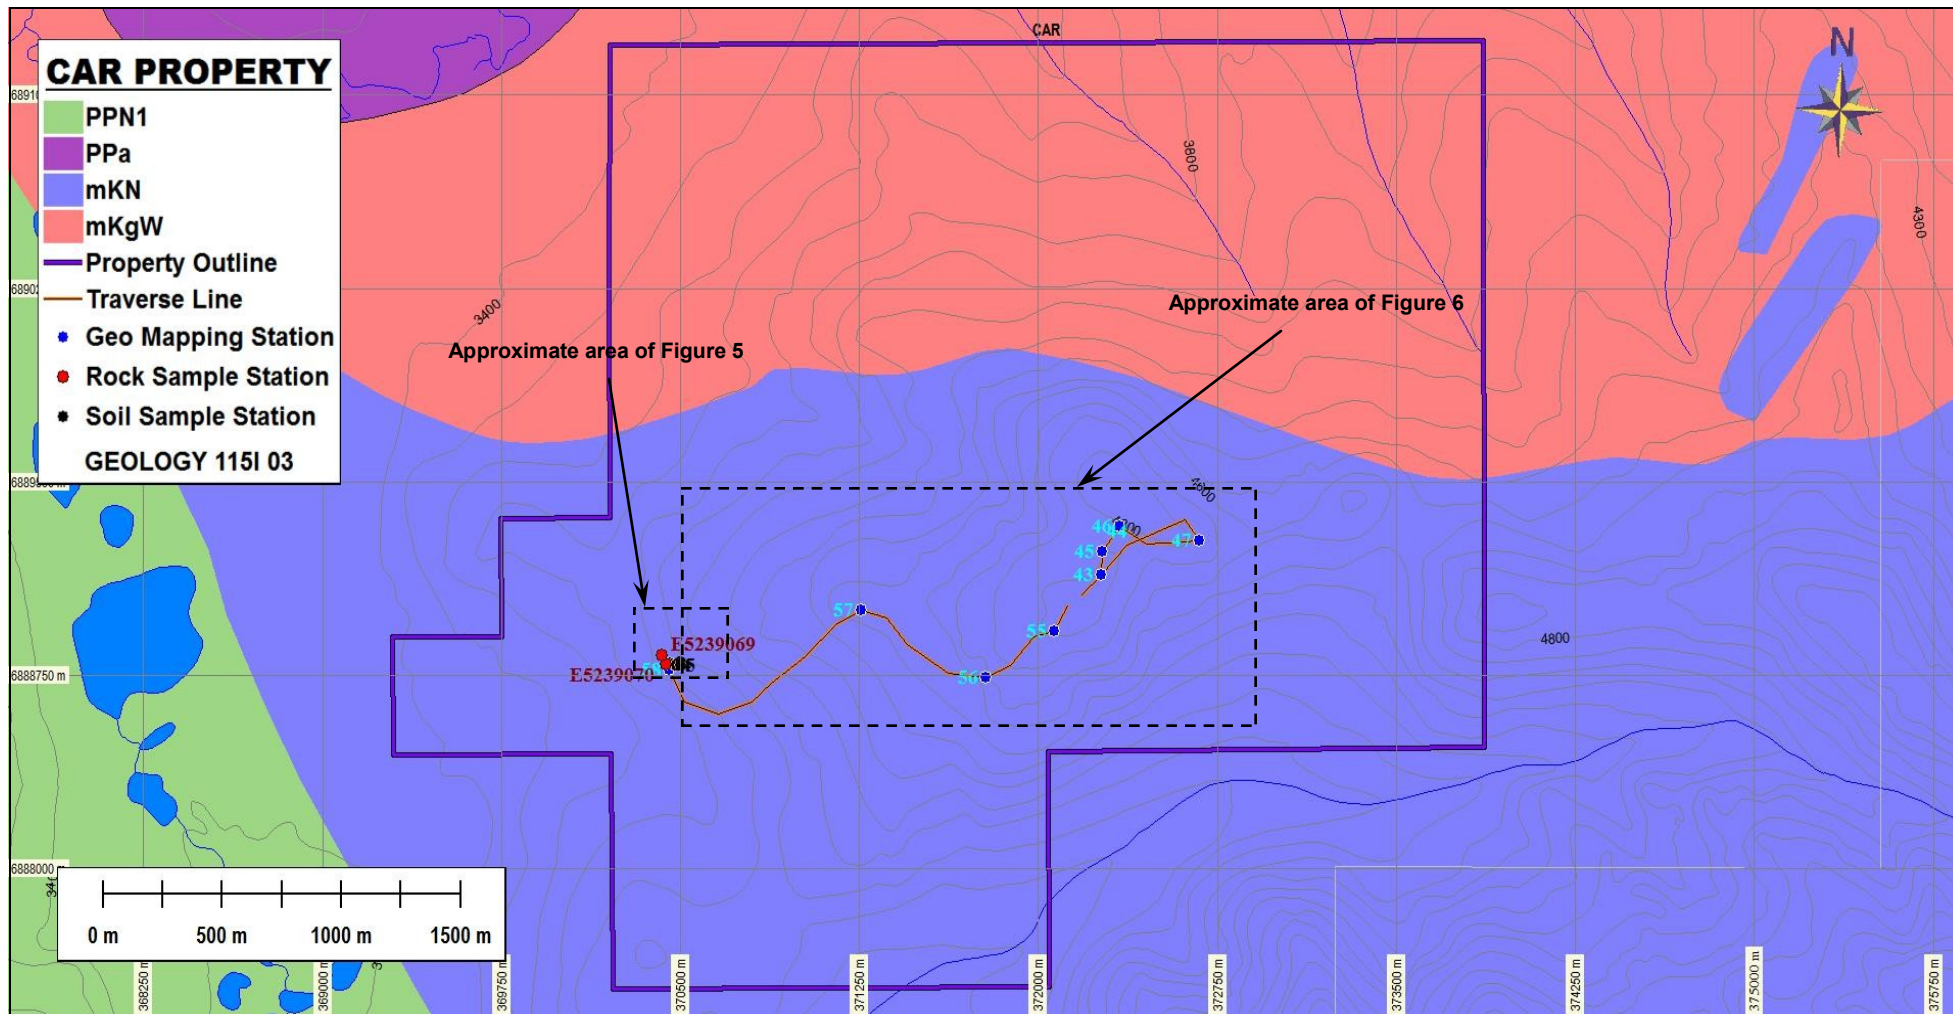 CAR
CAR PROPERTY
PPN1
PPa
mKN
mKgW
Property Outline
Traverse Line
Geo Mapping Station
Rock Sample Station
Soil Sample Station
GEOLOGY 115I 03
N
3800
4300
3400
Approximate area of Figure 6
Approximate area of Figure 5
4600
46
44
45
47
43
57
55
56
E5239069
E5239070
58
4800
6888750 m
6888000 m
0 m 500 m 1000 m 1500 m
368250 m
369000 m
369750 m
370500 m
371250 m
372000 m
372750 m
373500 m
374250 m
375000 m
375750 m